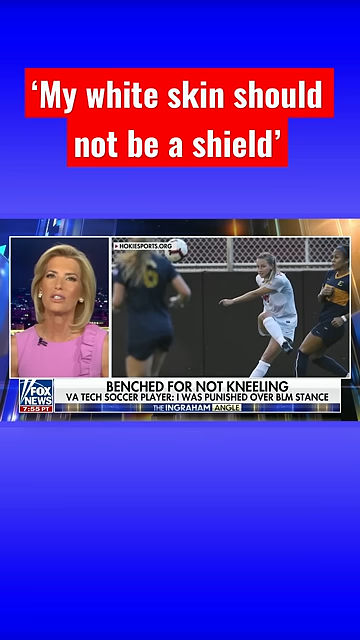 ‘My white skin should
not be a shield’
▸ HOKIESPORTS.ORG
6
BENCHED FOR NOT KNEELING
VA TECH SOCCER PLAYER: I WAS PUNISHED OVER BLM STANCE
FOX
NEWS
7:55 PT
THE INGRAHAM ANGLE